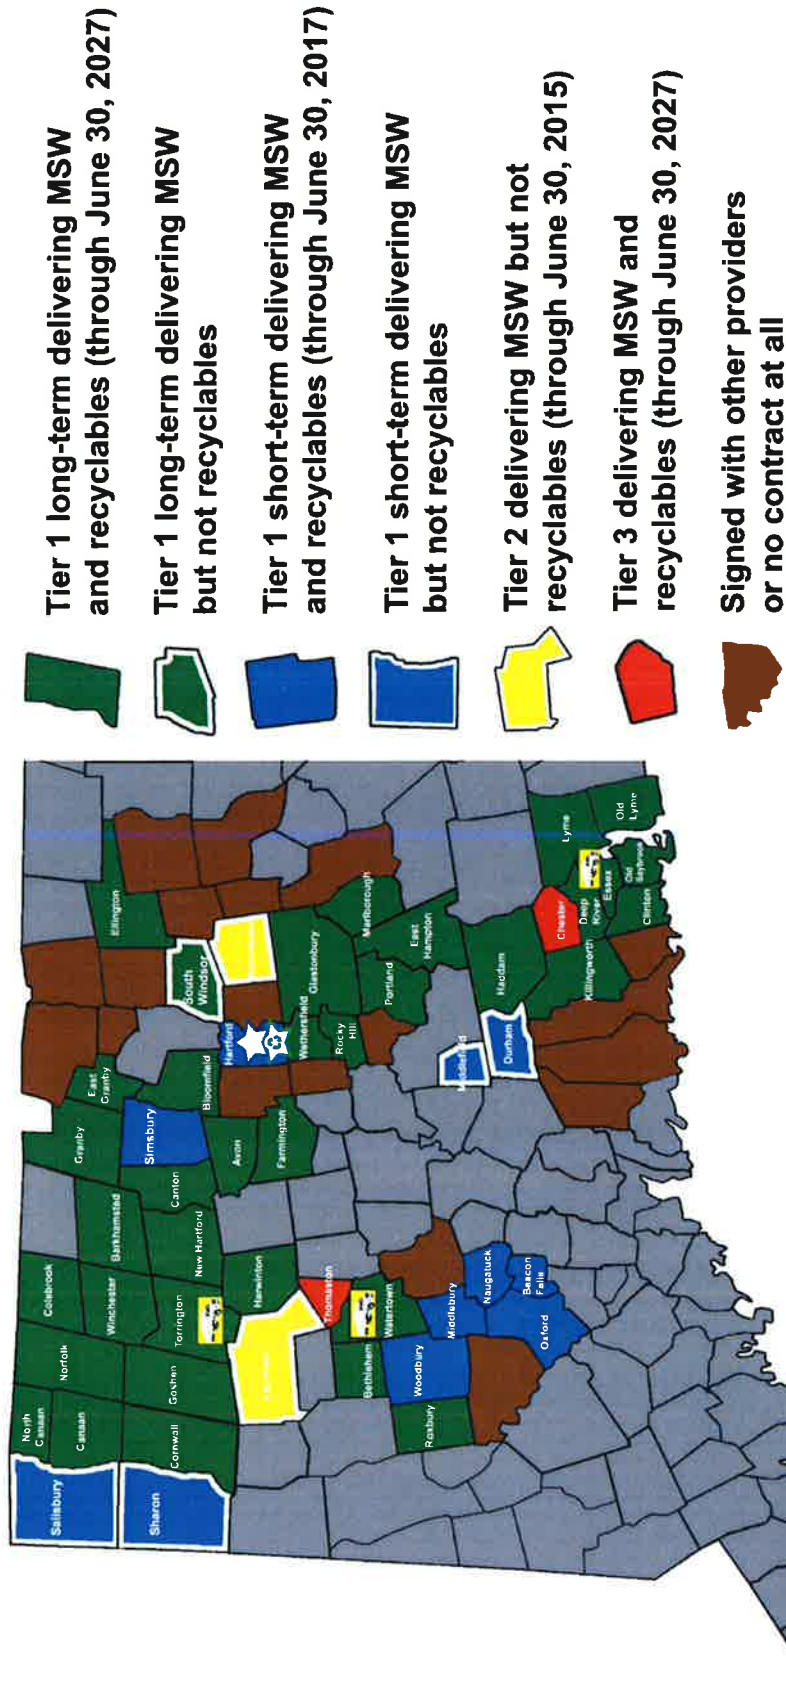 Tier 1 long-term delivering MSW
and recyclables (through June 30, 2027)
Tier 1 long-term delivering MSW
but not recyclables
Tier 1 short-term delivering MSW
and recyclables (through June 30, 2017)
Tier 1 short-term delivering MSW
but not recyclables
Tier 2 delivering MSW but not
recyclables (through June 30, 2015)
Tier 3 delivering MSW and
recyclables (through June 30, 2027)
Signed with other providers
or no contract at all
Salisbury
North
Canaan
Canaan
Norfolk
Colebrook
Sharon
Cornwall
Goshen
Torrington
Winchester
Barkhamsted
New Hartford
Canton
Granby
East
Granby
Simsbury
Bloomfield
Ellington
South
Windsor
Hartford
Harwinton
Avon
Farmington
Wethersfield
Glastonbury
Rocky
Hill
Thomaston
Bethlehem
Watertown
Roxbury
Woodbury
Middlebury
Naugatuck
Beacon
Falls
Oxford
Marlborough
Portland
East
Hampton
Middlefield
Durham
Haddam
Killingworth
Chester
Deep
River
Essex
Lyme
Old
Lyme
Old
Saybrook
Clinton